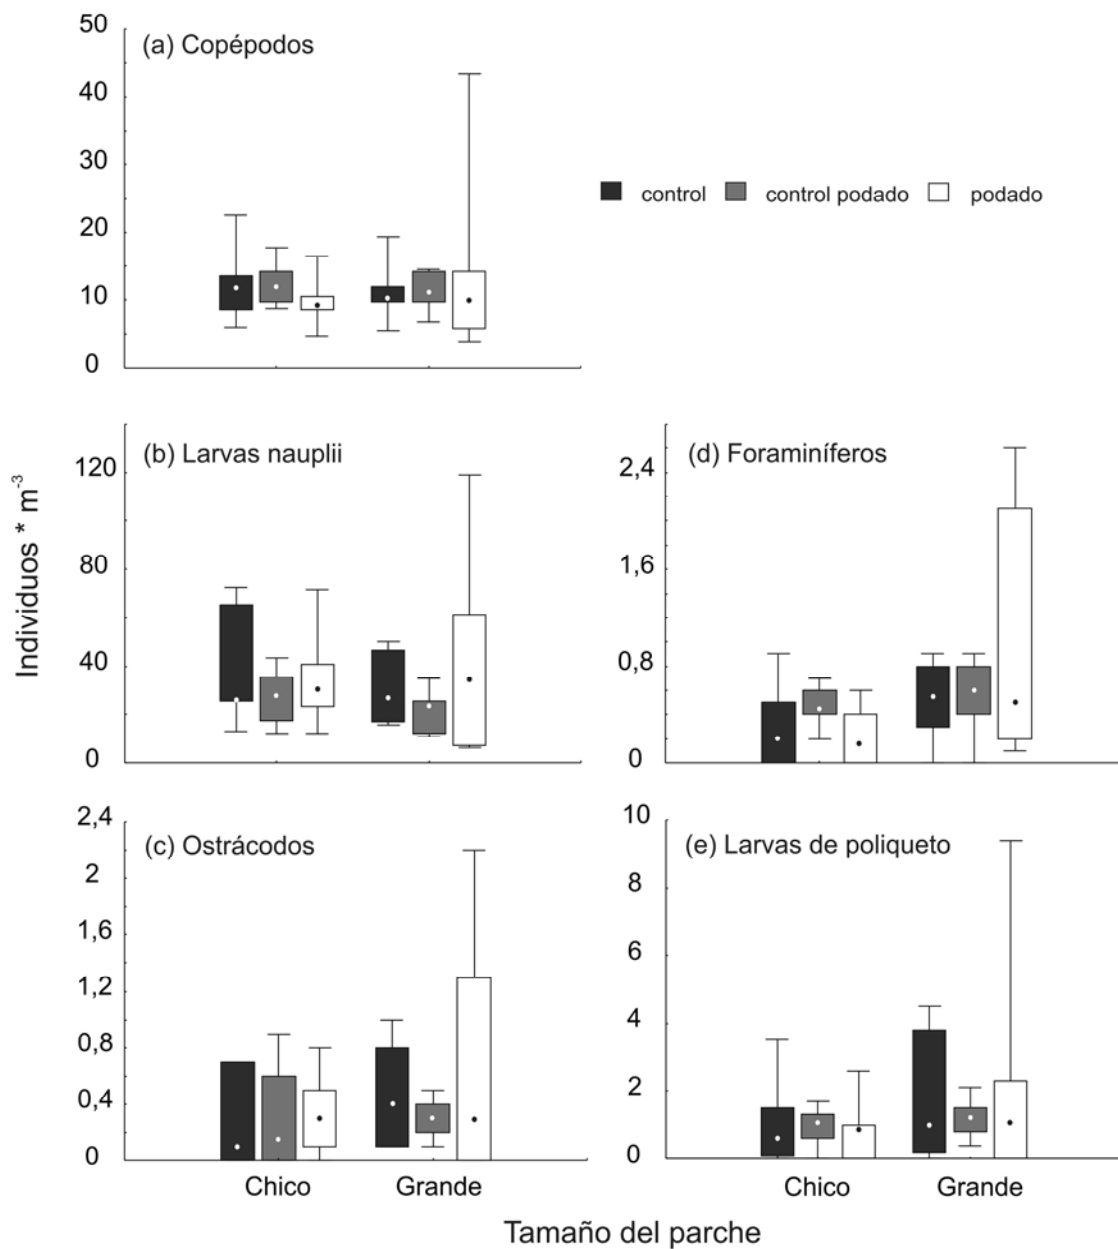 50
(a) Copépodos
40
30
20
10
0
control
control podado
podado
Individuos * m-3
(b) Larvas nauplii
120
80
40
0
(d) Foraminíferos
2,4
1,6
0,8
0
(c) Ostrácodos
2,4
2
1,6
1,2
0,8
0,4
0
Chico
Grande
(e) Larvas de poliqueto
10
8
6
4
2
0
Chico
Grande
Tamaño del parche